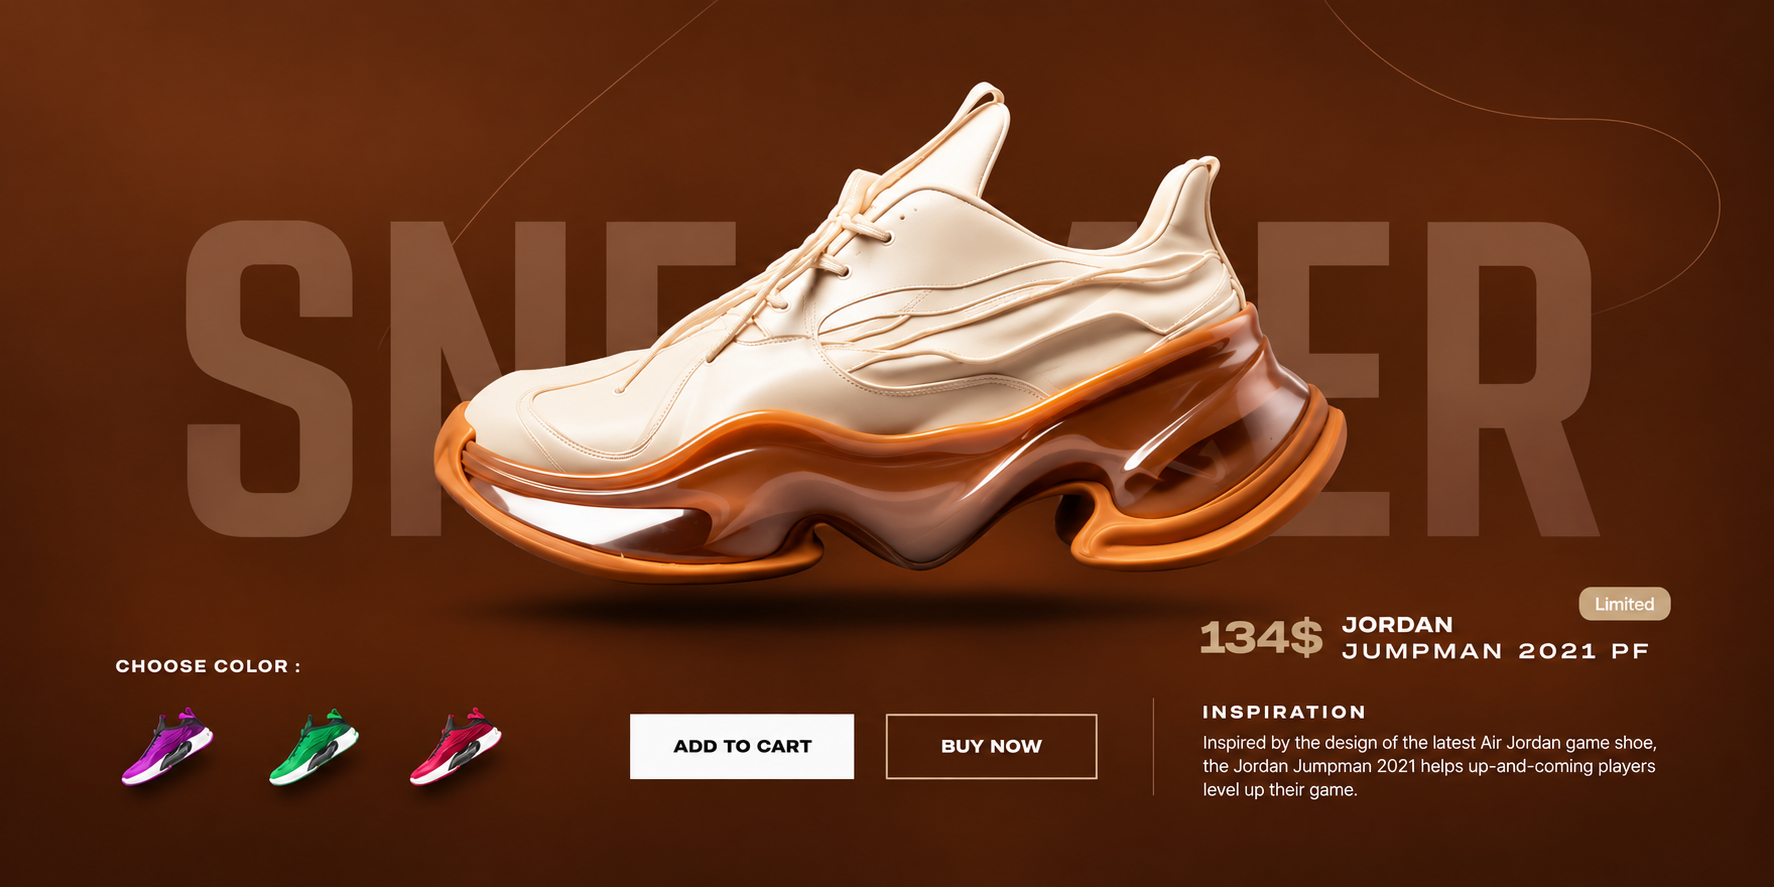 SNEAKER
Limited
134$
JORDAN
JUMPMAN 2021 PF
CHOOSE COLOR :
ADD TO CART
BUY NOW
INSPIRATION
Inspired by the design of the latest Air Jordan game shoe,
the Jordan Jumpman 2021 helps up-and-coming players
level up their game.